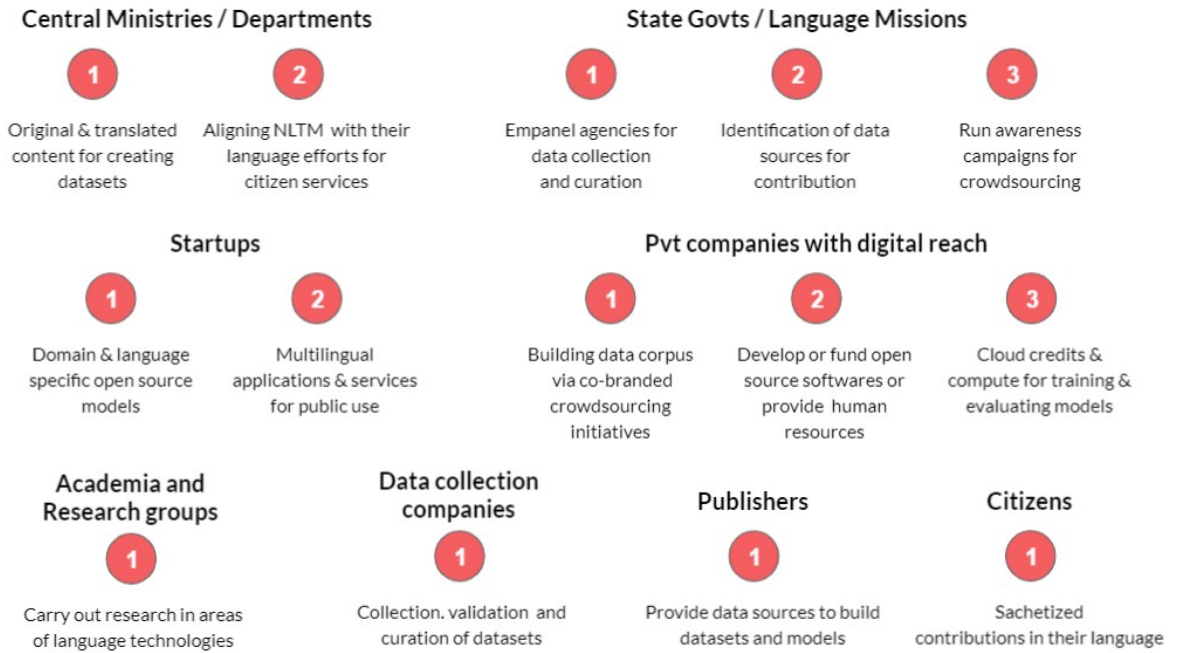 Central Ministries / Departments
1
Original & translated
content for creating
datasets
2
Aligning NLTM with their
language efforts for
citizen services
State Govts / Language Missions
1
Empanel agencies for
data collection
and curation
2
Identification of data
sources for
contribution
3
Run awareness
campaigns for
crowdsourcing
Startups
1
Domain & language
specific open source
models
2
Multilingual
applications & services
for public use
Pvt companies with digital reach
1
Building data corpus
via co-branded
crowdsourcing
initiatives
2
Develop or fund open
source softwares or
provide human
resources
3
Cloud credits &
compute for training &
evaluating models
Academia and
Research groups
1
Carry out research in areas
of language technologies
Data collection
companies
1
Collection. validation and
curation of datasets
Publishers
1
Provide data sources to build
datasets and models
Citizens
1
Sachetized
contributions in their language